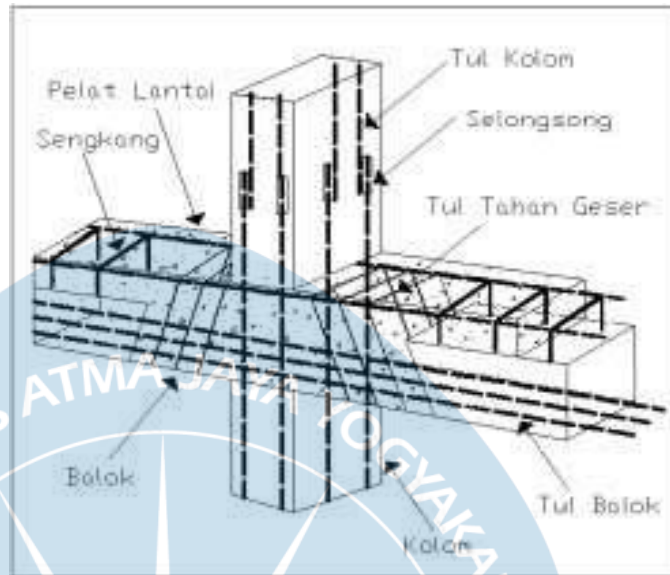 Tul Kolom
Pelat Lantai
Selongsong
Sengkang
Tul Tahan Geser
S ATMA JAYA YOGYAKA
Balok
Tul Balok
Kolom